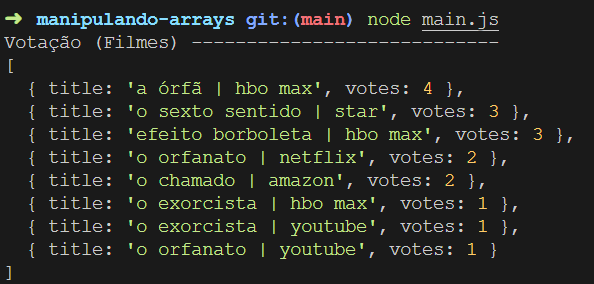 ➜ manipulando-arrays git:(main) node main.js
Votação (Filmes) ----------------------------
[
  { title: 'a órfã | hbo max', votes: 4 },
  { title: 'o sexto sentido | star', votes: 3 },
  { title: 'efeito borboleta | hbo max', votes: 3 },
  { title: 'o orfanato | netflix', votes: 2 },
  { title: 'o chamado | amazon', votes: 2 },
  { title: 'o exorcista | hbo max', votes: 1 },
  { title: 'o exorcista | youtube', votes: 1 },
  { title: 'o orfanato | youtube', votes: 1 }
]